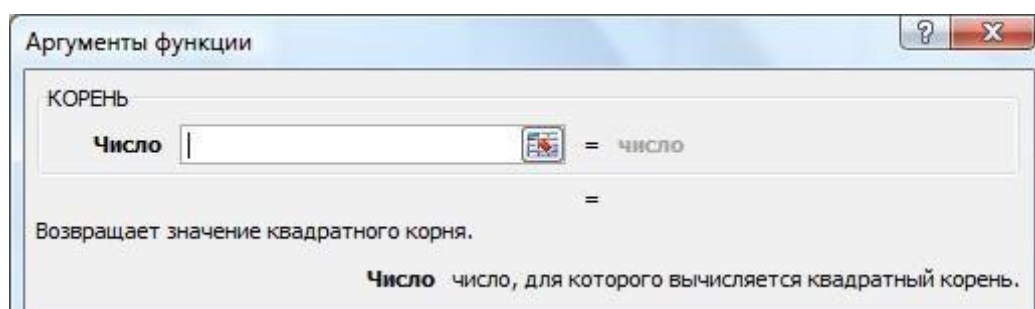 Аргументы функции
?
X
КОРЕНЬ
Число = число
=
Возвращает значение квадратного корня.
Число число, для которого вычисляется квадратный корень.